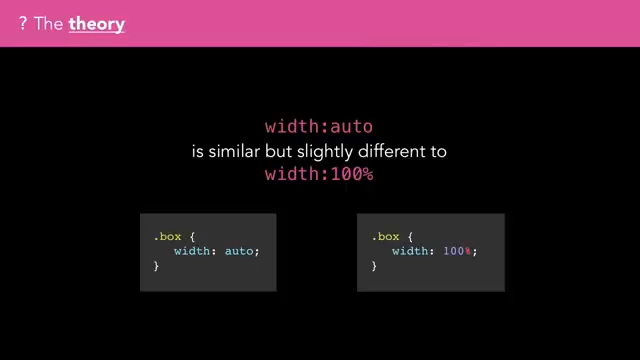 ? The theory
width:auto
is similar but slightly different to
width:100%
.box {
width: auto;
}
.box {
width: 100%;
}